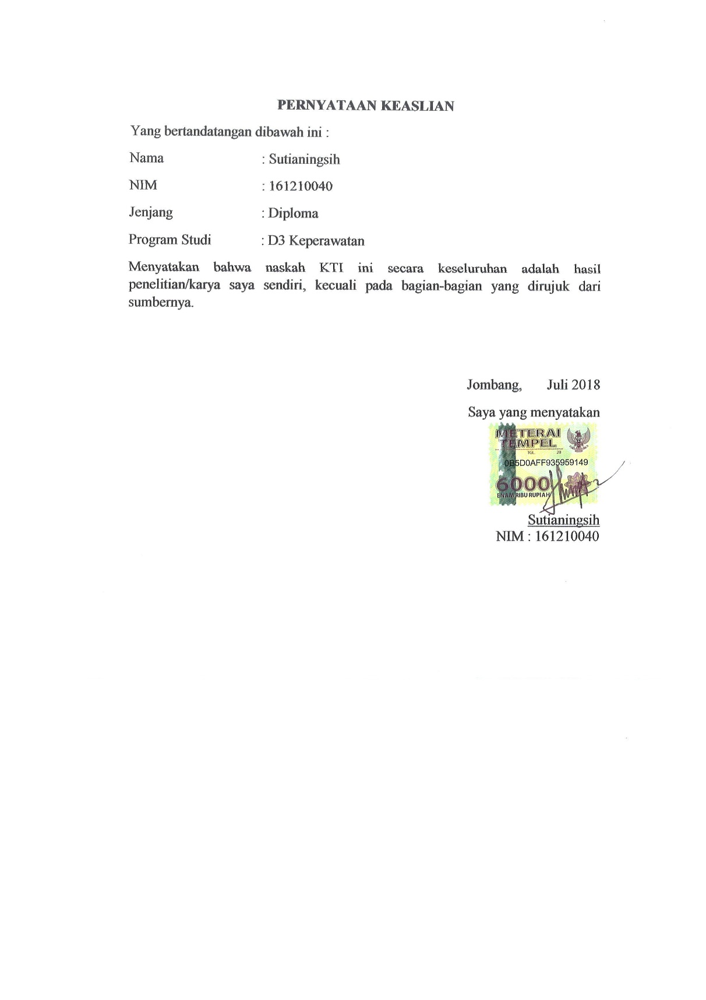 PERNYATAAN KEASLIAN
Yang bertandatangan dibawah ini :
Nama : Sutianingsih
NIM : 161210040
Jenjang : Diploma
Program Studi : D3 Keperawatan
Menyatakan bahwa naskah KTI ini secara keseluruhan adalah hasil
penelitian/karya saya sendiri, kecuali pada bagian-bagian yang dirujuk dari
sumbernya.
Jombang, Juli 2018
Saya yang menyatakan
METERAI
TEMPEL
TGL. 20
0B5D0AFF935959149
6000
ENAM RIBU RUPIAH
Sutianingsih
NIM : 161210040